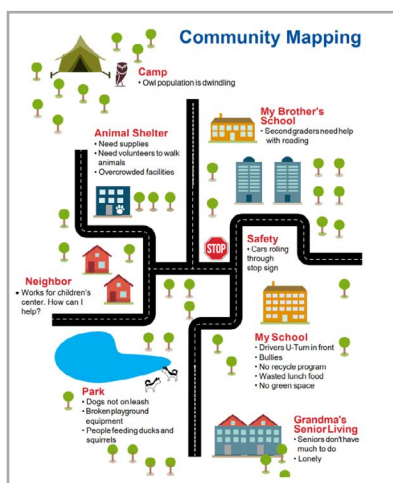 Community Mapping
Camp
• Owl population is dwindling
My Brother's
School
• Second graders need help
with reading
Animal Shelter
• Need supplies
• Need volunteers to walk
animals
• Overcrowded facilities
STOP
Safety
• Cars rolling
through
stop sign
Neighbor
• Works for children's
center. How can I
help?
My School
• Drivers U-Turn in front
• Bullies
• No recycle program
• Wasted lunch food
• No green space
Park
• Dogs not on leash
• Broken playground
equipment
• People feeding ducks and
squirrels
Grandma's
Senior Living
• Seniors don't have
much to do
• Lonely